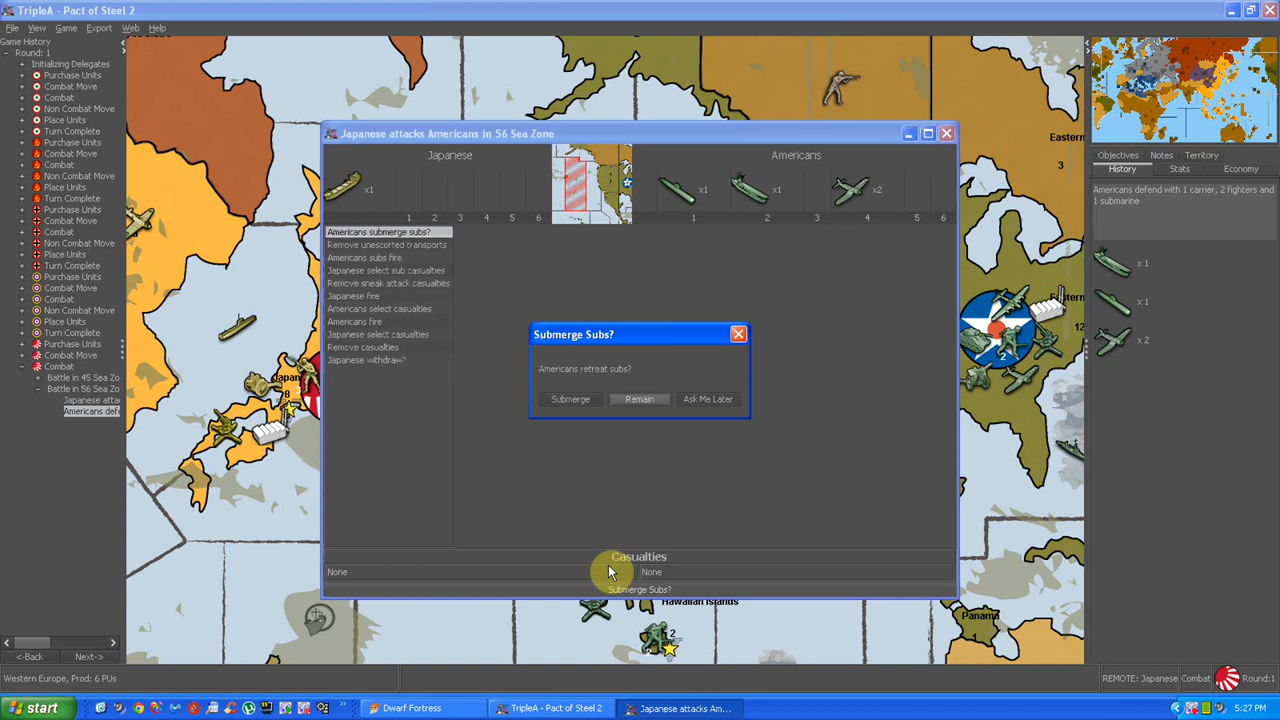 TripleA - Pact of Steel 2
File View Game Export Web Help
Game History
Round: 1
Initializing Delegates
Purchase Units
Combat Move
Combat
Non Combat Move
Place Units
Turn Complete
Purchase Units
Combat Move
Combat
Non Combat Move
Place Units
Turn Complete
Purchase Units
Combat Move
Combat
Non Combat Move
Place Units
Turn Complete
Purchase Units
Combat Move
Combat
Non Combat Move
Place Units
Turn Complete
Purchase Units
Combat Move
Combat
Battle in 45 Sea Zo
Battle in 56 Sea Zo
Japanese attac
Americans defe
<-Back Next->
Japan
8
Japanese attacks Americans in 56 Sea Zone
Japanese Americans
x1 x1 x1 x2
1 2 3 4 5 6 1 2 3 4 5 6
Americans submerge subs?
Remove unescorted transports
Americans subs fire
Japanese select sub casualties
Remove sneak attack casualties
Japanese fire
Americans select casualties
Americans fire
Japanese select casualties
Remove casualties
Japanese withdraw?
Submerge Subs?
Americans retreat subs?
Submerge Remain Ask Me Later
Casualties
None None
Submerge Subs?
Hawaiian Islands
2
Panama
1
Eastern
3
Eastern
12
2
Objectives Notes Territory
History Stats Economy
Americans defend with 1 carrier, 2 fighters and
1 submarine
x 1
x 1
x 2
Western Europe, Prod: 6 PUs REMOTE: Japanese Combat Round:1
start Dwarf Fortress TripleA - Pact of Steel 2 Japanese attacks Am... 5:27 PM